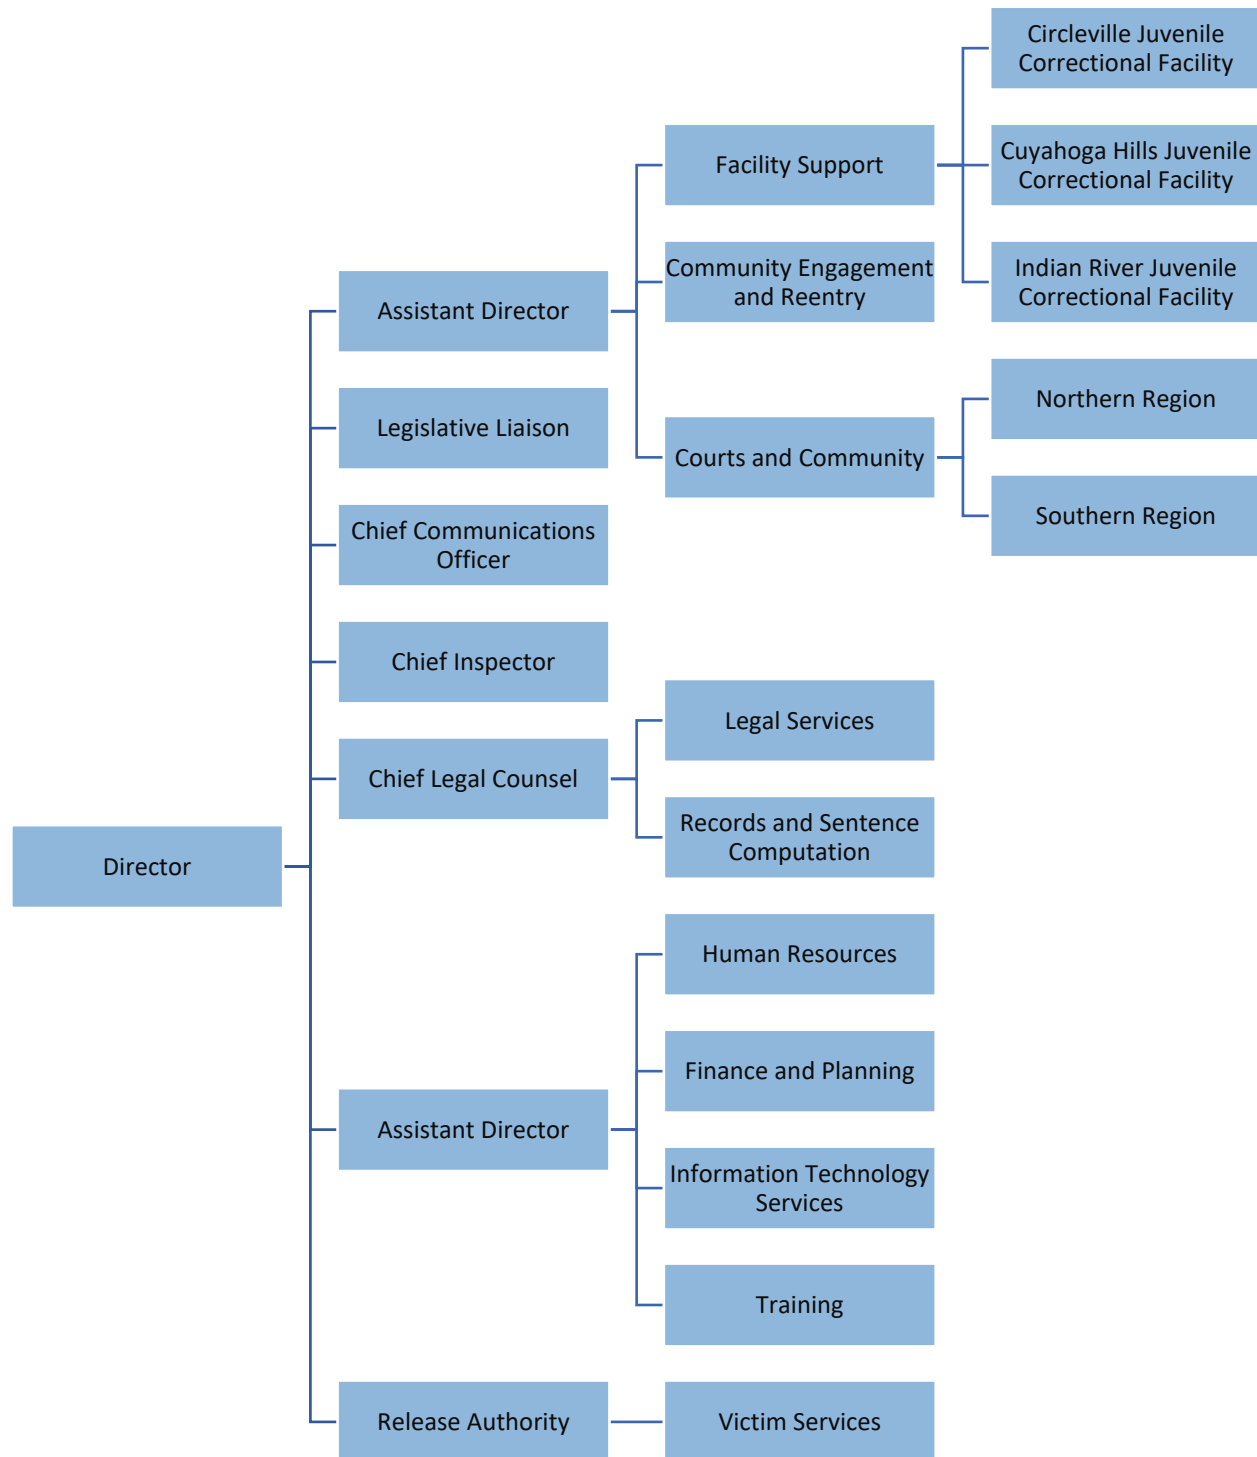 Circleville Juvenile
Correctional Facility
Facility Support
Cuyahoga Hills Juvenile
Correctional Facility
Community Engagement
and Reentry
Indian River Juvenile
Correctional Facility
Assistant Director
Northern Region
Legislative Liaison
Courts and Community
Southern Region
Chief Communications
Officer
Chief Inspector
Legal Services
Chief Legal Counsel
Records and Sentence
Computation
Director
Human Resources
Finance and Planning
Assistant Director
Information Technology
Services
Training
Release Authority
Victim Services